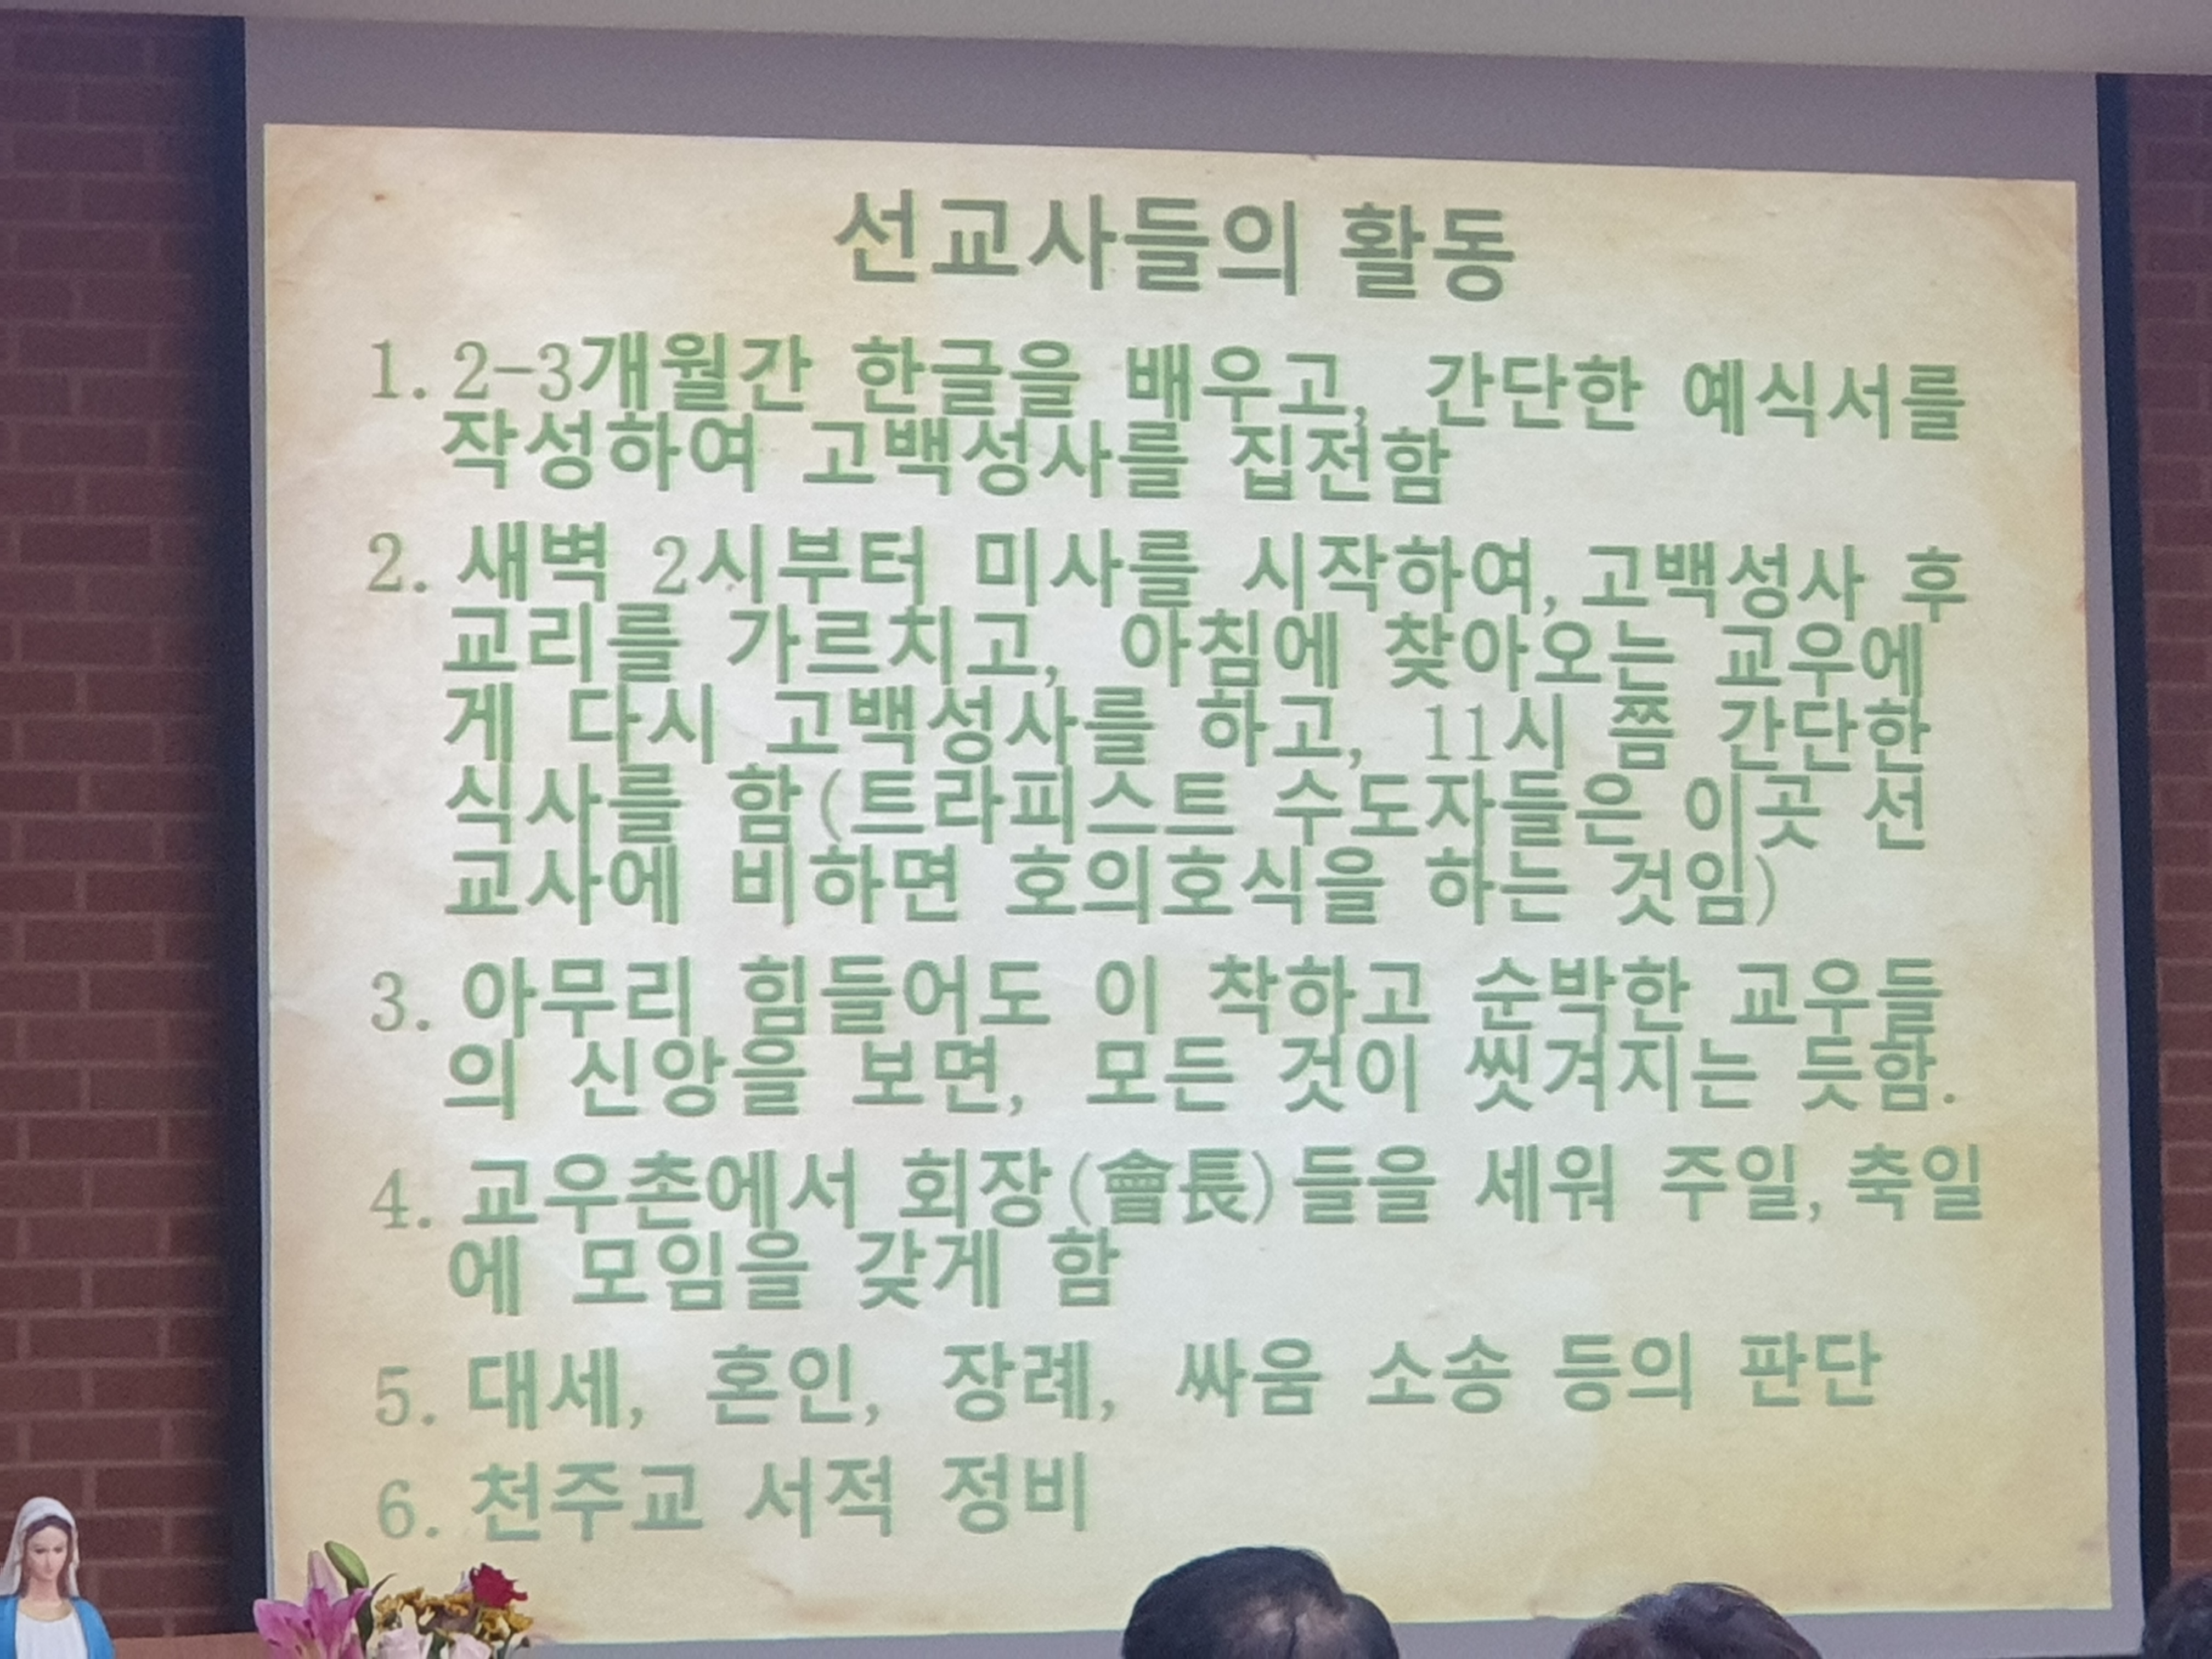 선교사들의 활동
1. 2-3개월간 한글을 배우고, 간단한 예식서를
작성하여 고백성사를 집전함
2. 새벽 2시부터 미사를 시작하여, 고백성사 후
교리를 가르치고, 아침에 찾아오는 교우에
게 다시 고백성사를 하고, 11시 쯤 간단한
식사를 함(트라피스트 수도자들은 이곳 선
교사에 비하면 호의호식을 하는 것임)
3. 아무리 힘들어도 이 착하고 순박한 교우들
의 신앙을 보면, 모든 것이 씻겨지는 듯함.
4. 교우촌에서 회장(會長)들을 세워 주일, 축일
에 모임을 갖게 함
5. 대세, 혼인, 장례, 싸움 소송 등의 판단
6. 천주교 서적 정비